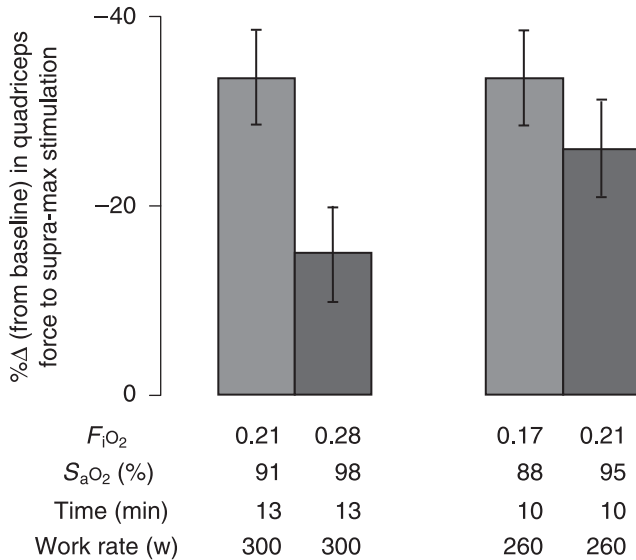 %Δ (from baseline) in quadriceps
force to supra-max stimulation
−40
−20
0
FiO2 0.21 0.28 0.17 0.21
SaO2 (%) 91 98 88 95
Time (min) 13 13 10 10
Work rate (w) 300 300 260 260